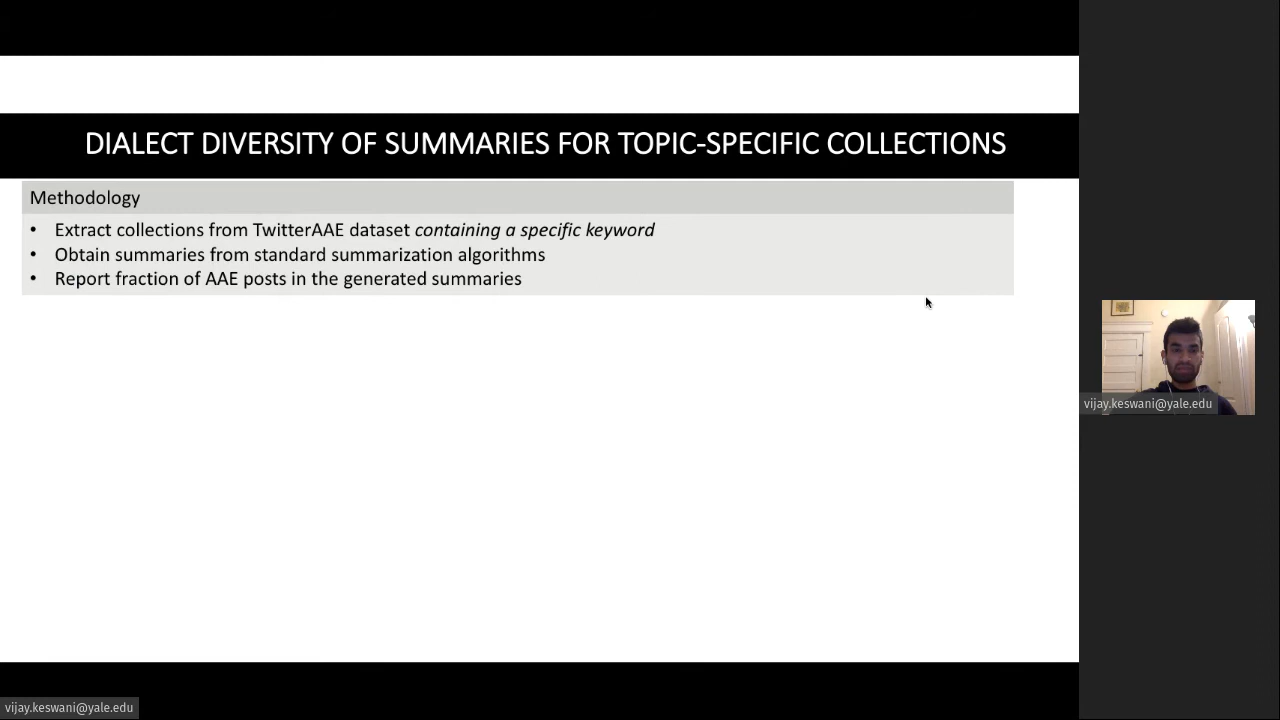 DIALECT DIVERSITY OF SUMMARIES FOR TOPIC-SPECIFIC COLLECTIONS
Methodology
• Extract collections from TwitterAAE dataset containing a specific keyword
• Obtain summaries from standard summarization algorithms
• Report fraction of AAE posts in the generated summaries
vijay.keswani@yale.edu
vijay.keswani@yale.edu